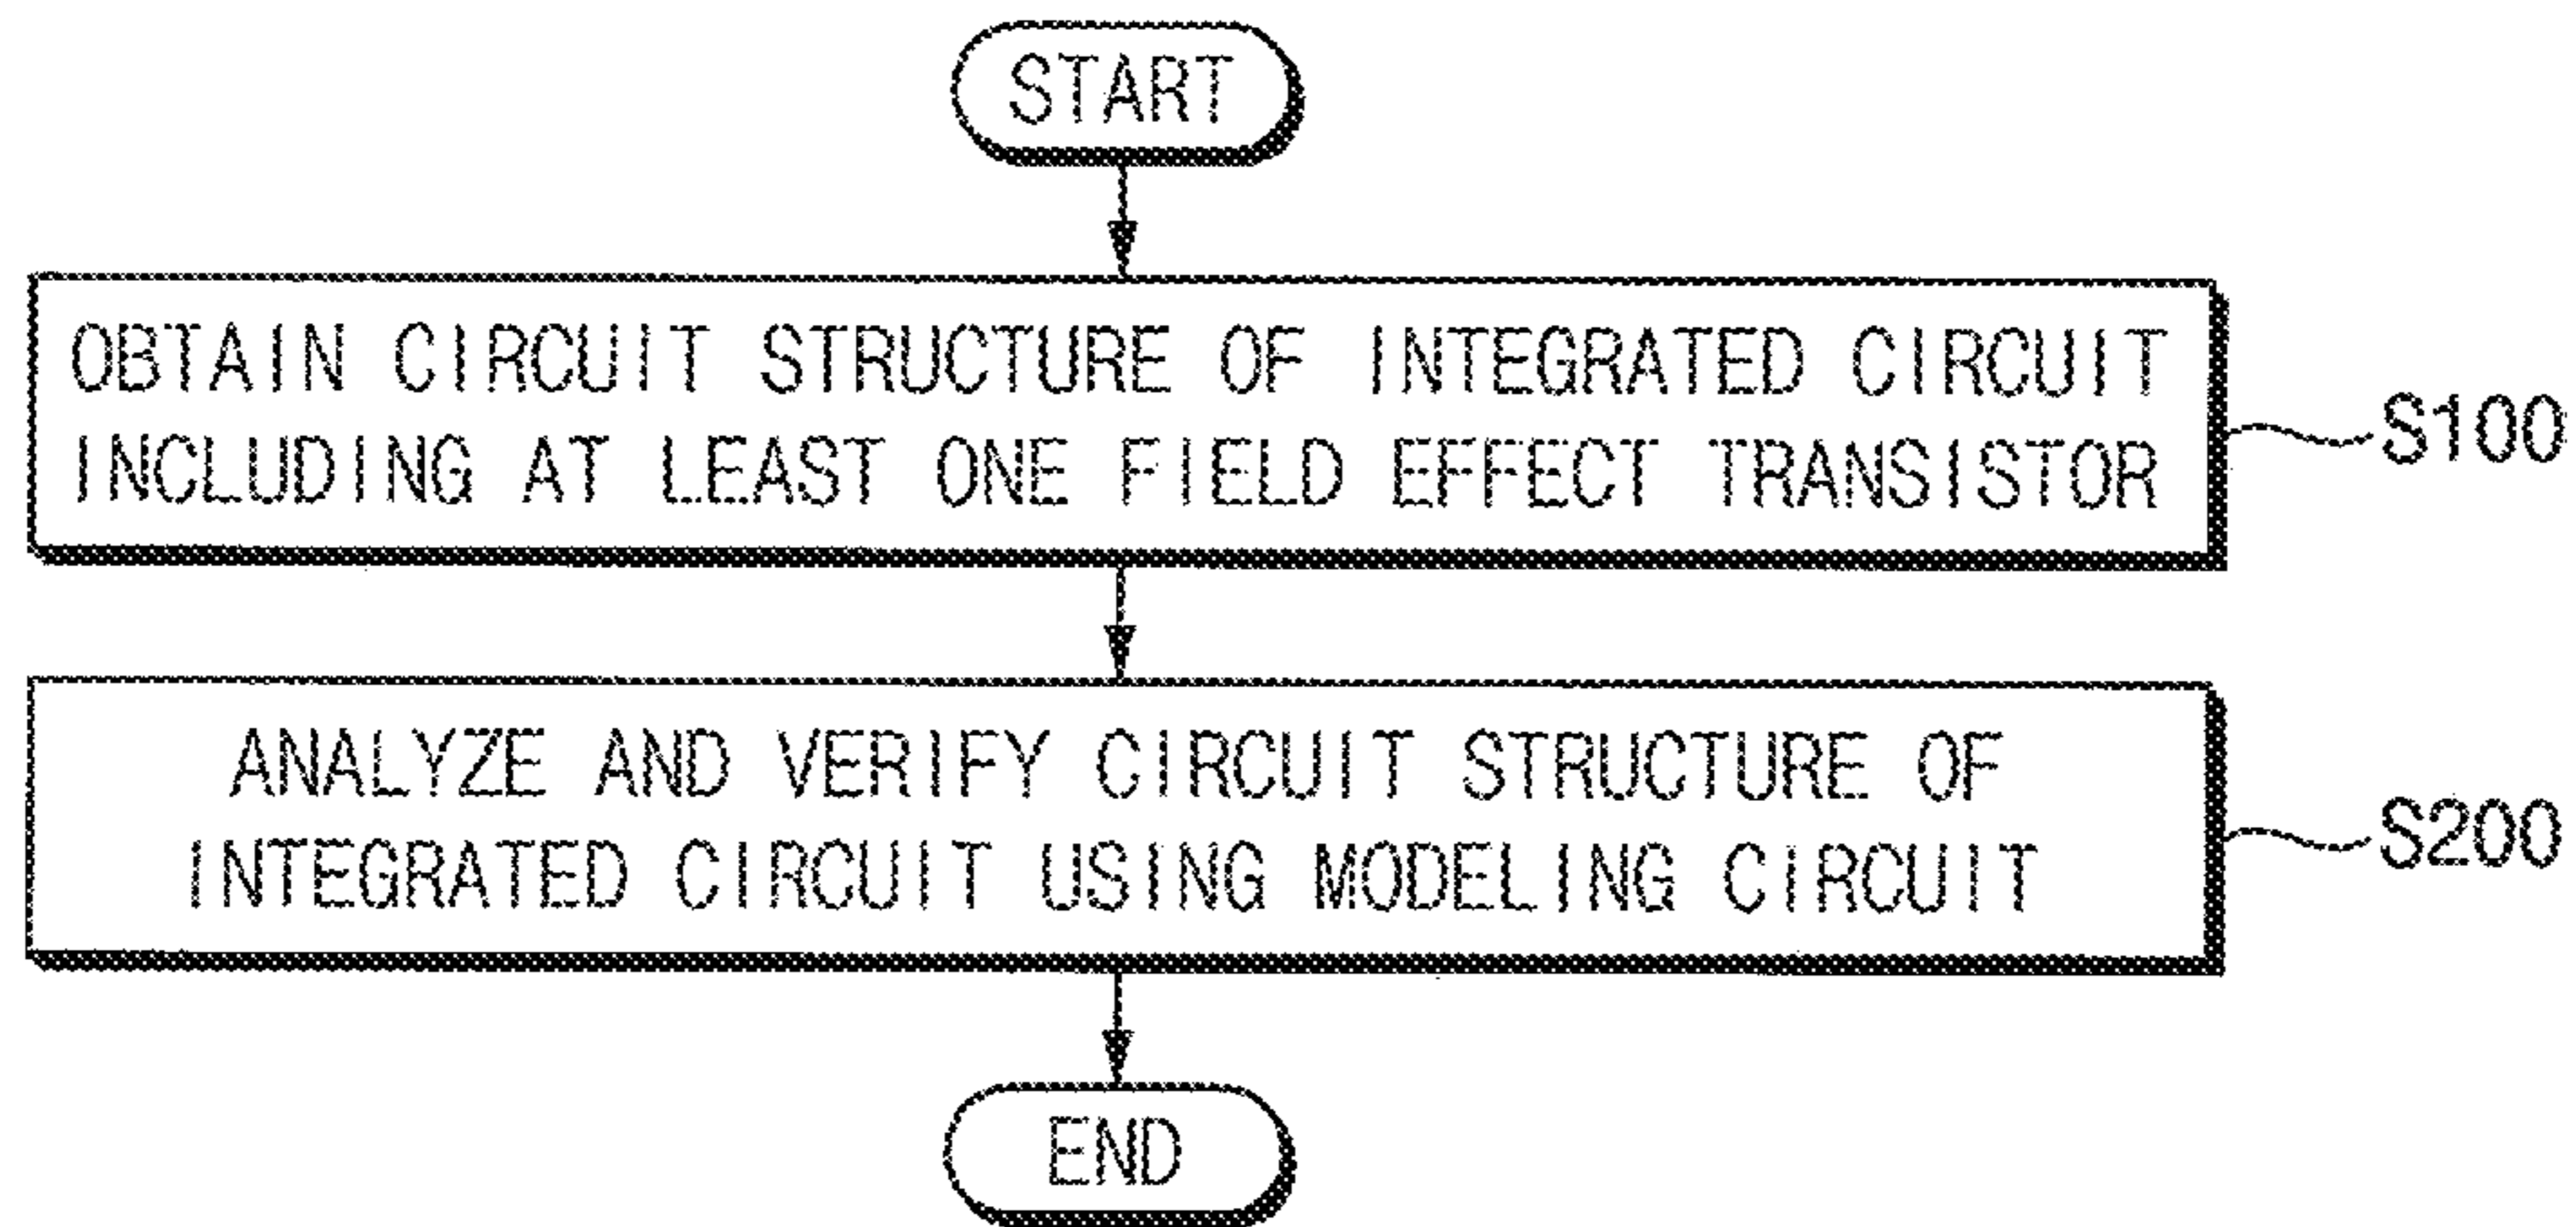 START
OBTAIN CIRCUIT STRUCTURE OF INTEGRATED CIRCUIT
INCLUDING AT LEAST ONE FIELD EFFECT TRANSISTOR
S100
ANALYZE AND VERIFY CIRCUIT STRUCTURE OF
INTEGRATED CIRCUIT USING MODELING CIRCUIT
S200
END